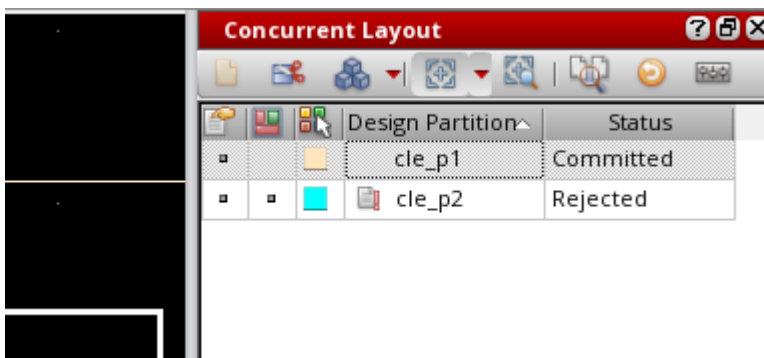 Concurrent Layout
Design Partition Status
cle_p1 Committed
cle_p2 Rejected